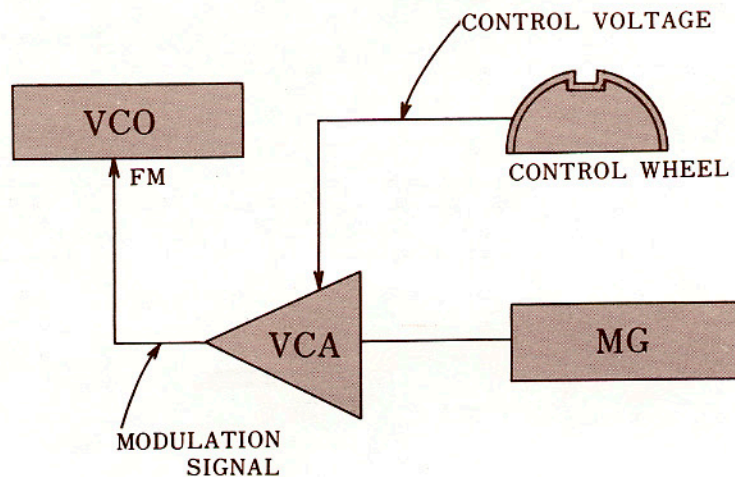 CONTROL VOLTAGE
VCO
CONTROL WHEEL
FM
VCA
MG
MODULATION
SIGNAL